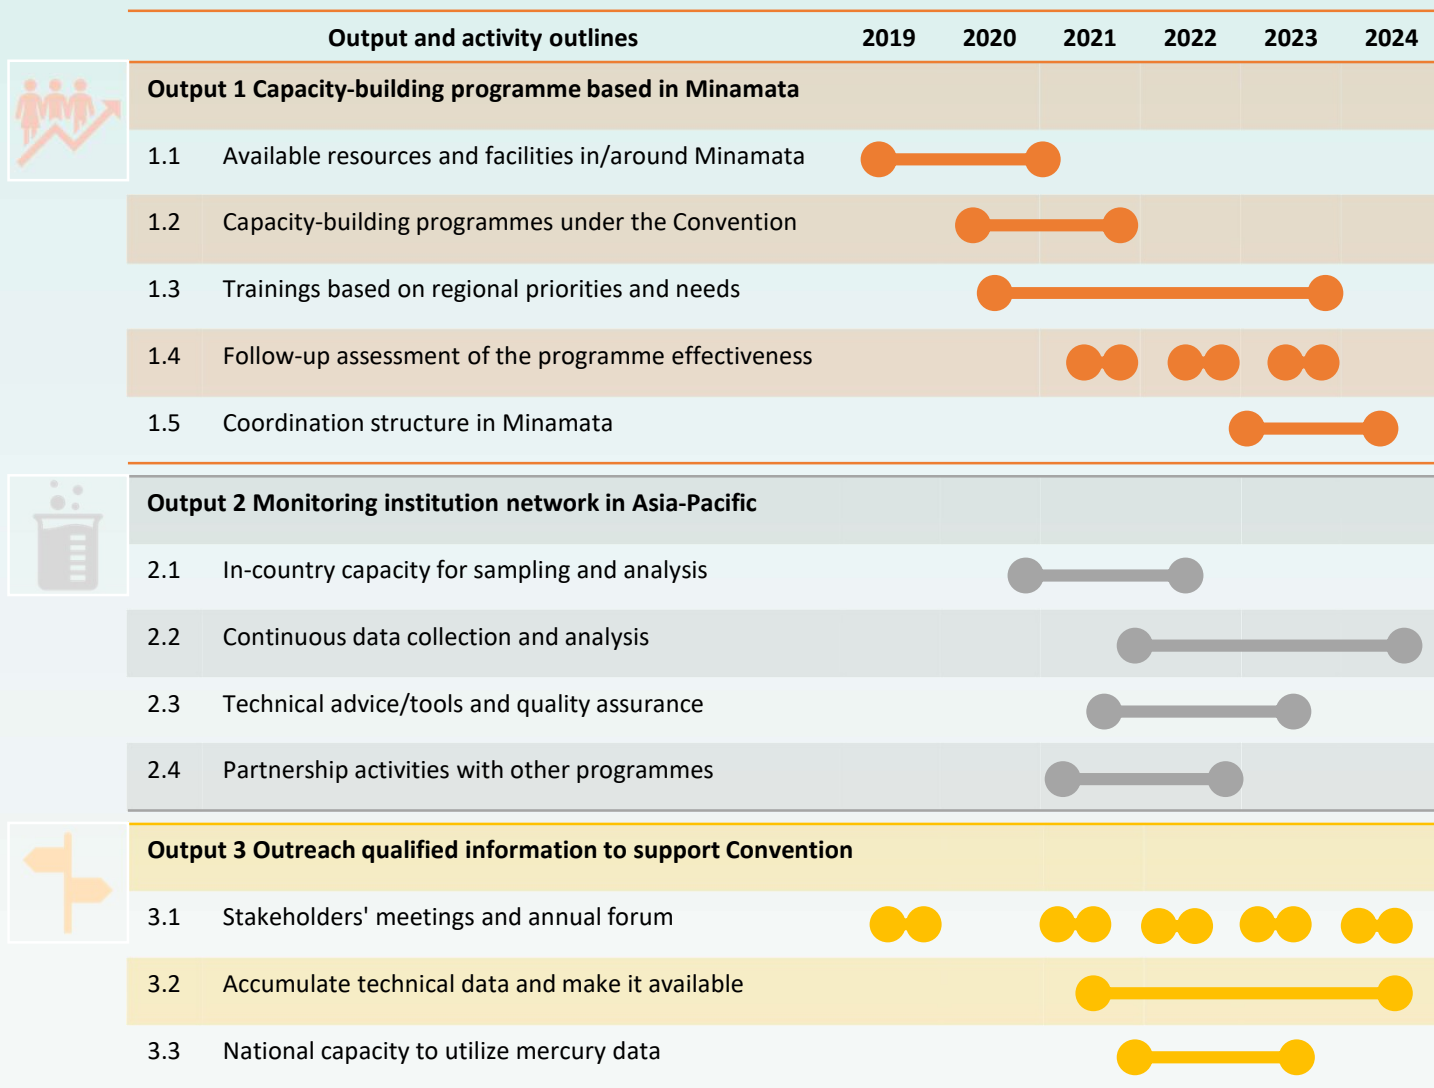 Output and activity outlines 2019 2020 2021 2022 2023 2024
Output 1 Capacity-building programme based in Minamata
1.1 Available resources and facilities in/around Minamata
1.2 Capacity-building programmes under the Convention
1.3 Trainings based on regional priorities and needs
1.4 Follow-up assessment of the programme effectiveness
1.5 Coordination structure in Minamata
Output 2 Monitoring institution network in Asia-Pacific
2.1 In-country capacity for sampling and analysis
2.2 Continuous data collection and analysis
2.3 Technical advice/tools and quality assurance
2.4 Partnership activities with other programmes
Output 3 Outreach qualified information to support Convention
3.1 Stakeholders' meetings and annual forum
3.2 Accumulate technical data and make it available
3.3 National capacity to utilize mercury data